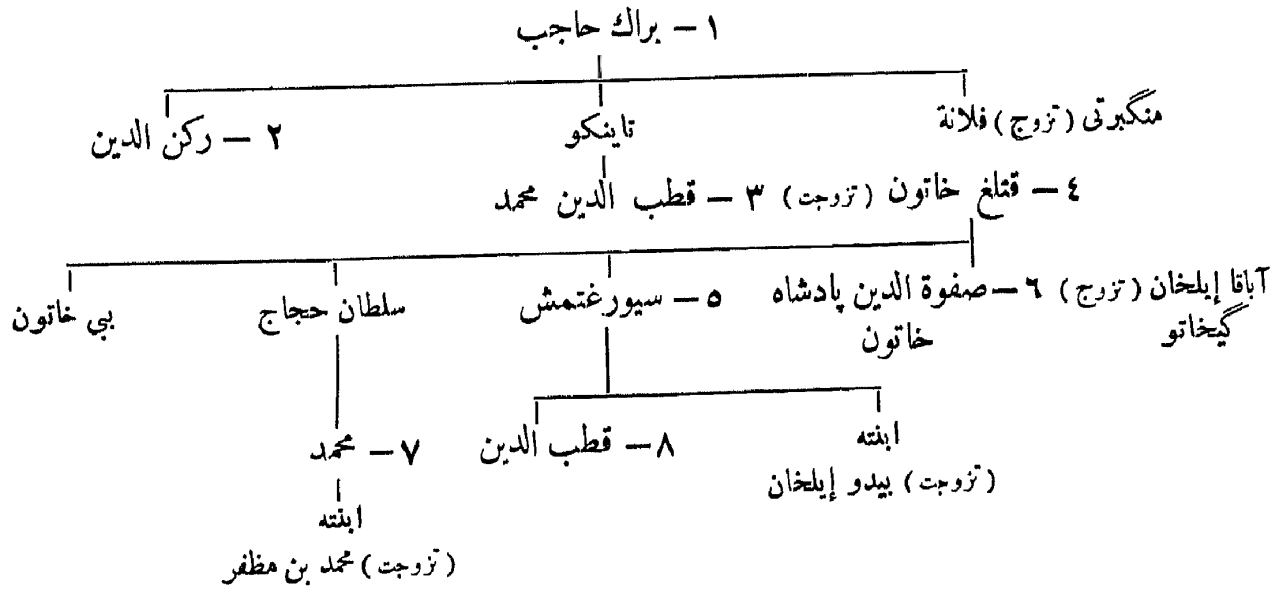 ١ – براك حاجب
منگبرتى (تزوج) فلانة
تاينكو
٢ – ركن الدين
٤ – قتلغ خاتون (تزوجت) ٣ – قطب الدين محمد
آباقا إيلخان (تزوج) ٦ – صفوة الدين پادشاه
گيخاتو
خاتون
٥ – سيورغتمش
سلطان حجاج
بي خاتون
ابنته
(تزوجت) بيدو إيلخان
٨ – قطب الدين
٧ – محمد
ابنته
(تزوجت) محمد بن مظفر